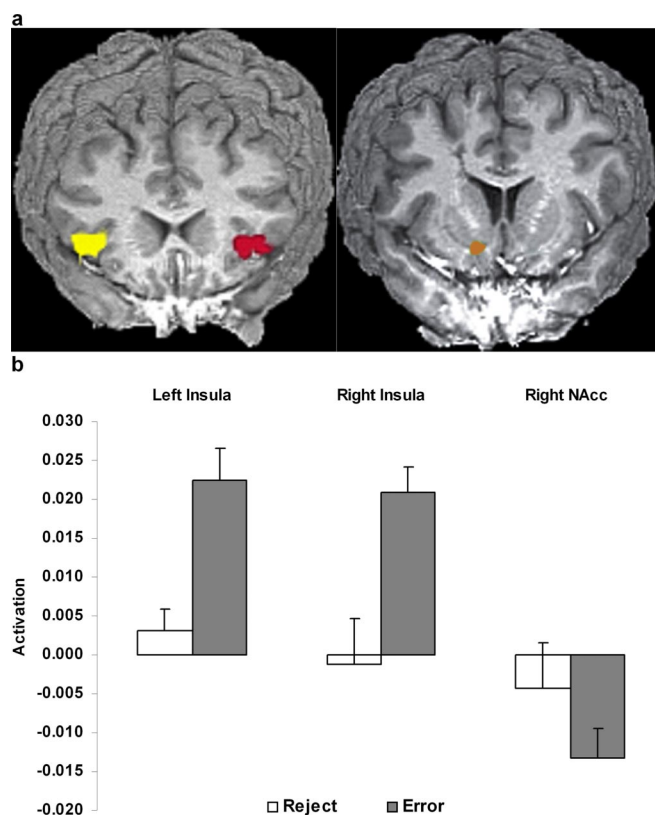 a
b
Left Insula Right Insula Right NAcc
0.030
0.025
0.020
0.015
0.010
0.005
0.000
-0.005
-0.010
-0.015
-0.020
Activation
Reject Error